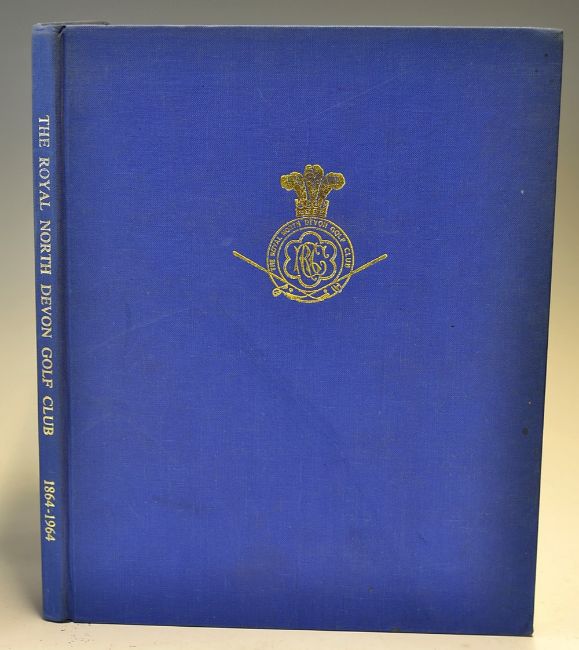 THE ROYAL NORTH DEVON GOLF CLUB 1864-1964
THE ROYAL NORTH DEVON GOLF CLUB